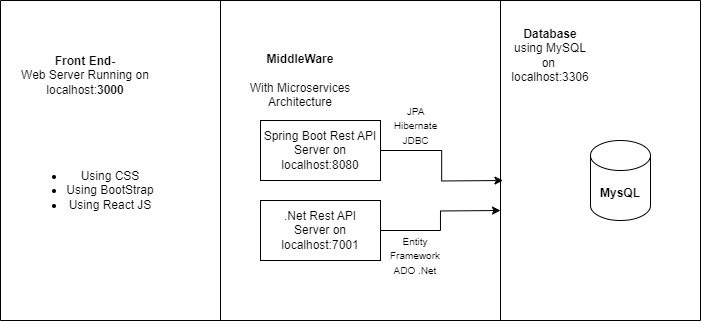 Front End-
Web Server Running on
localhost:3000
Using CSS
Using BootStrap
Using React JS
MiddleWare
With Microservices
Architecture
Spring Boot Rest API
Server on
localhost:8080
JPA
Hibernate
JDBC
.Net Rest API
Server on
localhost:7001
Entity
Framework
ADO .Net
Database
using MySQL
on
localhost:3306
MysQL